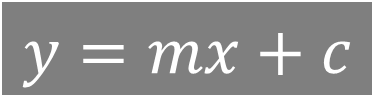 y = mx + c